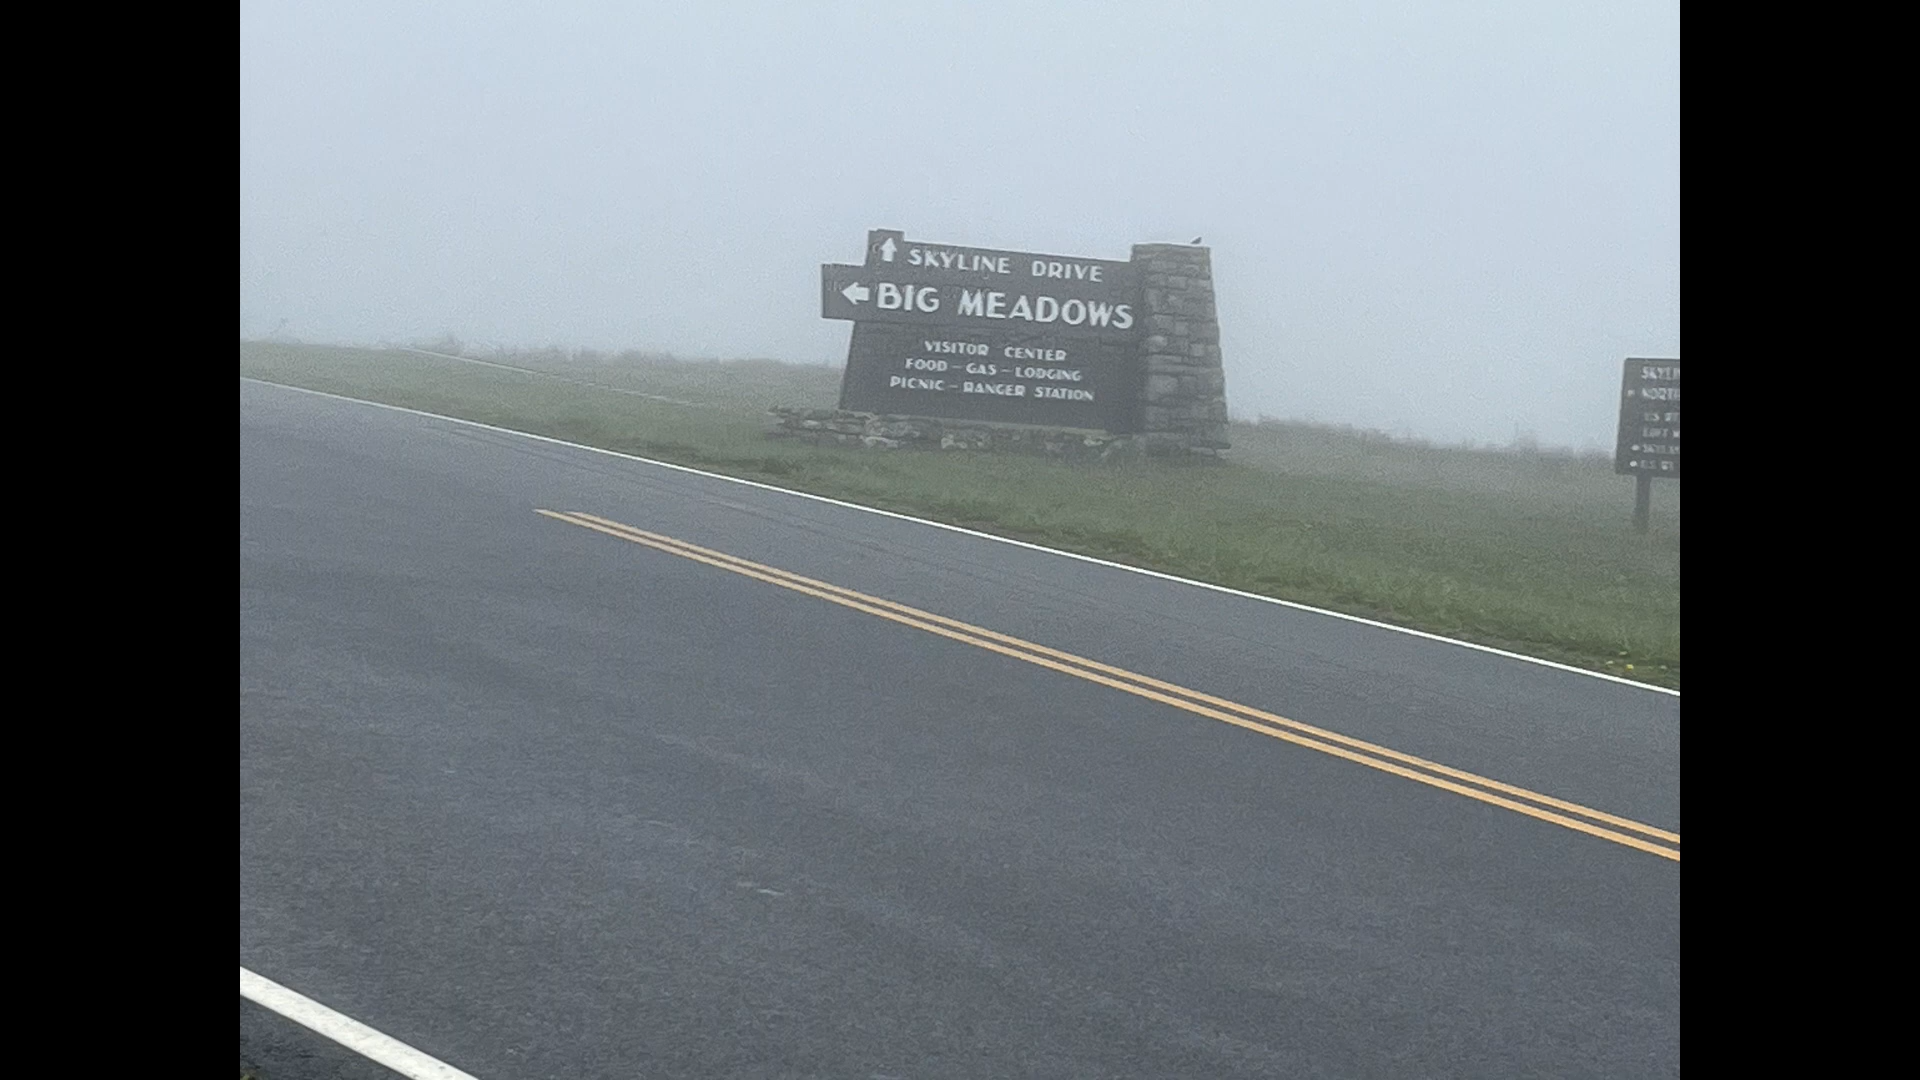 SKYLINE DRIVE
BIG MEADOWS
VISITOR CENTER
FOOD - GAS - LODGING
PICNIC - RANGER STATION